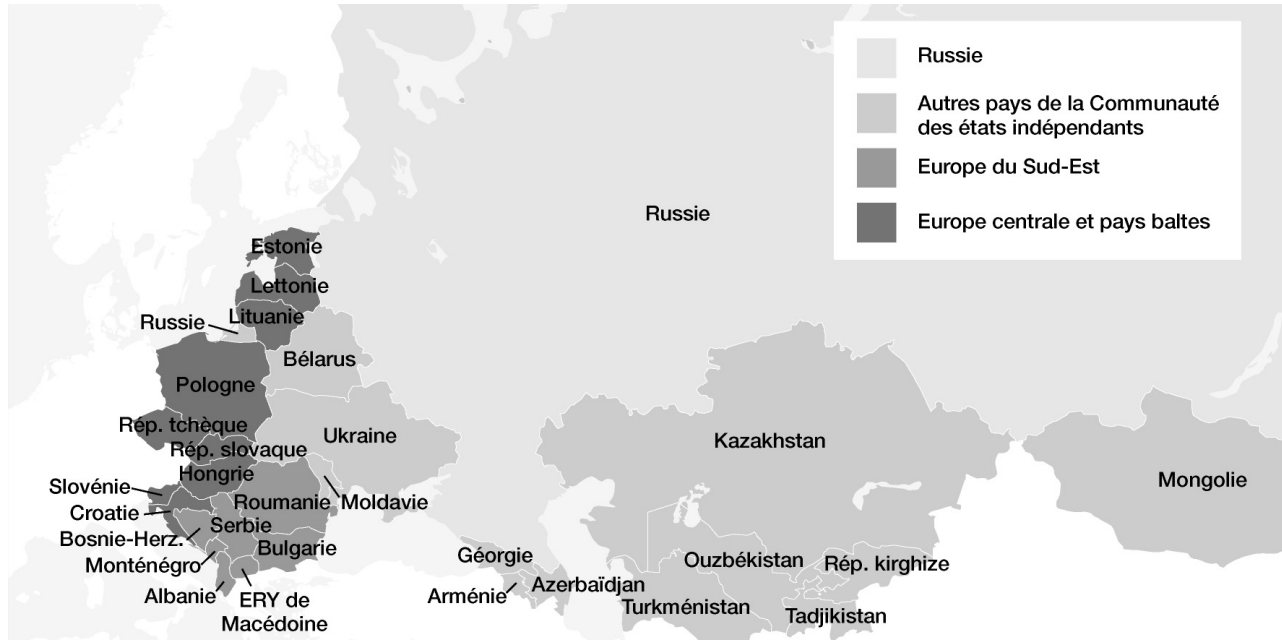 Russie
Autres pays de la Communauté
des états indépendants
Europe du Sud-Est
Europe centrale et pays baltes
Russie
Estonie
Lettonie
Lituanie
Russie
Bélarus
Pologne
Rép. tchèque
Ukraine
Rép. slovaque
Kazakhstan
Hongrie
Mongolie
Slovénie
Roumanie
Moldavie
Croatie
Serbie
Bosnie-Herz.
Bulgarie
Monténégro
Géorgie
Ouzbékistan
Rép. kirghize
Albanie
ERY de
Macédoine
Arménie
Azerbaïdjan
Turkménistan
Tadjikistan